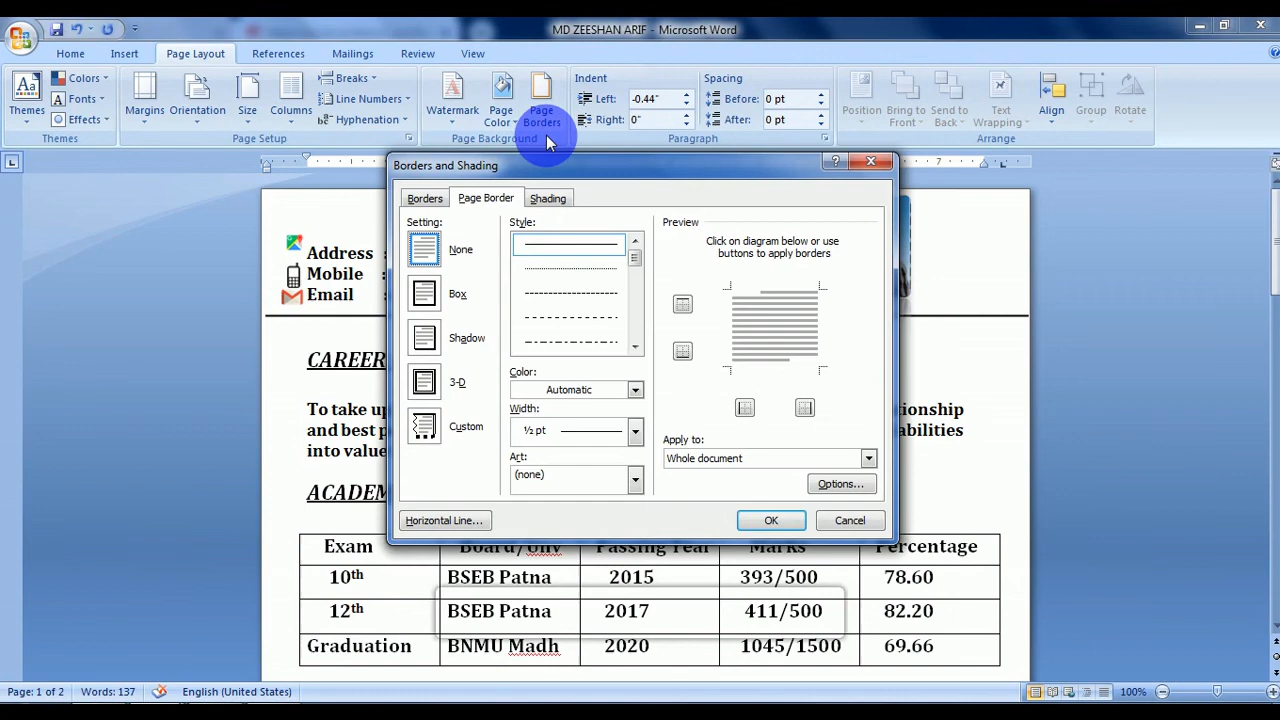 MD ZEESHAN ARIF - Microsoft Word
Home Insert Page Layout References Mailings Review View
Themes
Colors
Fonts
Effects
Themes
Margins
Orientation
Size
Columns
Breaks
Line Numbers
Hyphenation
Page Setup
Watermark
Page Color
Page Borders
Page Background
Indent
Left: -0.44"
Right: 0"
Spacing
Before: 0 pt
After: 0 pt
Paragraph
Position
Bring to Front
Send to Back
Text Wrapping
Align
Group
Rotate
Arrange
7
Address :
Mobile :
Email :
CAREER
To take up
and best p
into value
ACADEM
ionship
abilities
Borders and Shading
Borders Page Border Shading
Setting:
None
Box
Shadow
3-D
Custom
Style:
Color:
Automatic
Width:
½ pt
Art:
(none)
Preview
Click on diagram below or use
buttons to apply borders
Apply to:
Whole document
Options...
Horizontal Line...
OK
Cancel
Exam Board/Univ Passing Year Marks Percentage
10th BSEB Patna 2015 393/500 78.60
12th BSEB Patna 2017 411/500 82.20
Graduation BNMU Madh 2020 1045/1500 69.66
Page: 1 of 2 Words: 137 English (United States) 100%